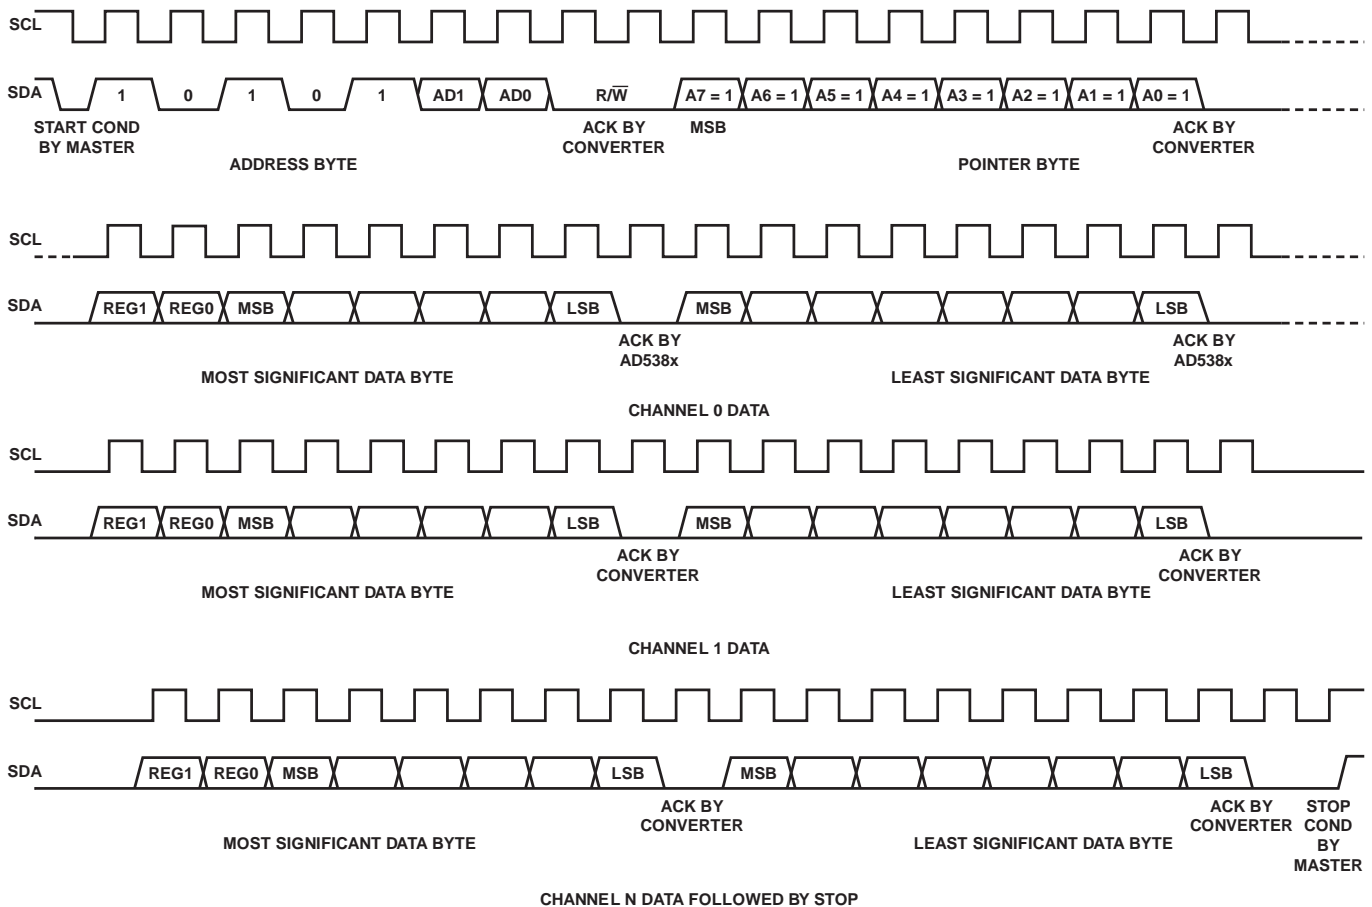 SCL
SDA 1 0 1 0 1 AD1 AD0 R/W̅ A7 = 1 A6 = 1 A5 = 1 A4 = 1 A3 = 1 A2 = 1 A1 = 1 A0 = 1
START COND
BY MASTER
ACK BY
CONVERTER
MSB
ACK BY
CONVERTER
ADDRESS BYTE
POINTER BYTE
SCL
SDA REG1 REG0 MSB LSB MSB LSB
ACK BY
AD538x
ACK BY
AD538x
MOST SIGNIFICANT DATA BYTE
LEAST SIGNIFICANT DATA BYTE
CHANNEL 0 DATA
SCL
SDA REG1 REG0 MSB LSB MSB LSB
ACK BY
CONVERTER
ACK BY
CONVERTER
MOST SIGNIFICANT DATA BYTE
LEAST SIGNIFICANT DATA BYTE
CHANNEL 1 DATA
SCL
SDA REG1 REG0 MSB LSB MSB LSB
ACK BY
CONVERTER
ACK BY
CONVERTER
STOP
COND
BY
MASTER
MOST SIGNIFICANT DATA BYTE
LEAST SIGNIFICANT DATA BYTE
CHANNEL N DATA FOLLOWED BY STOP